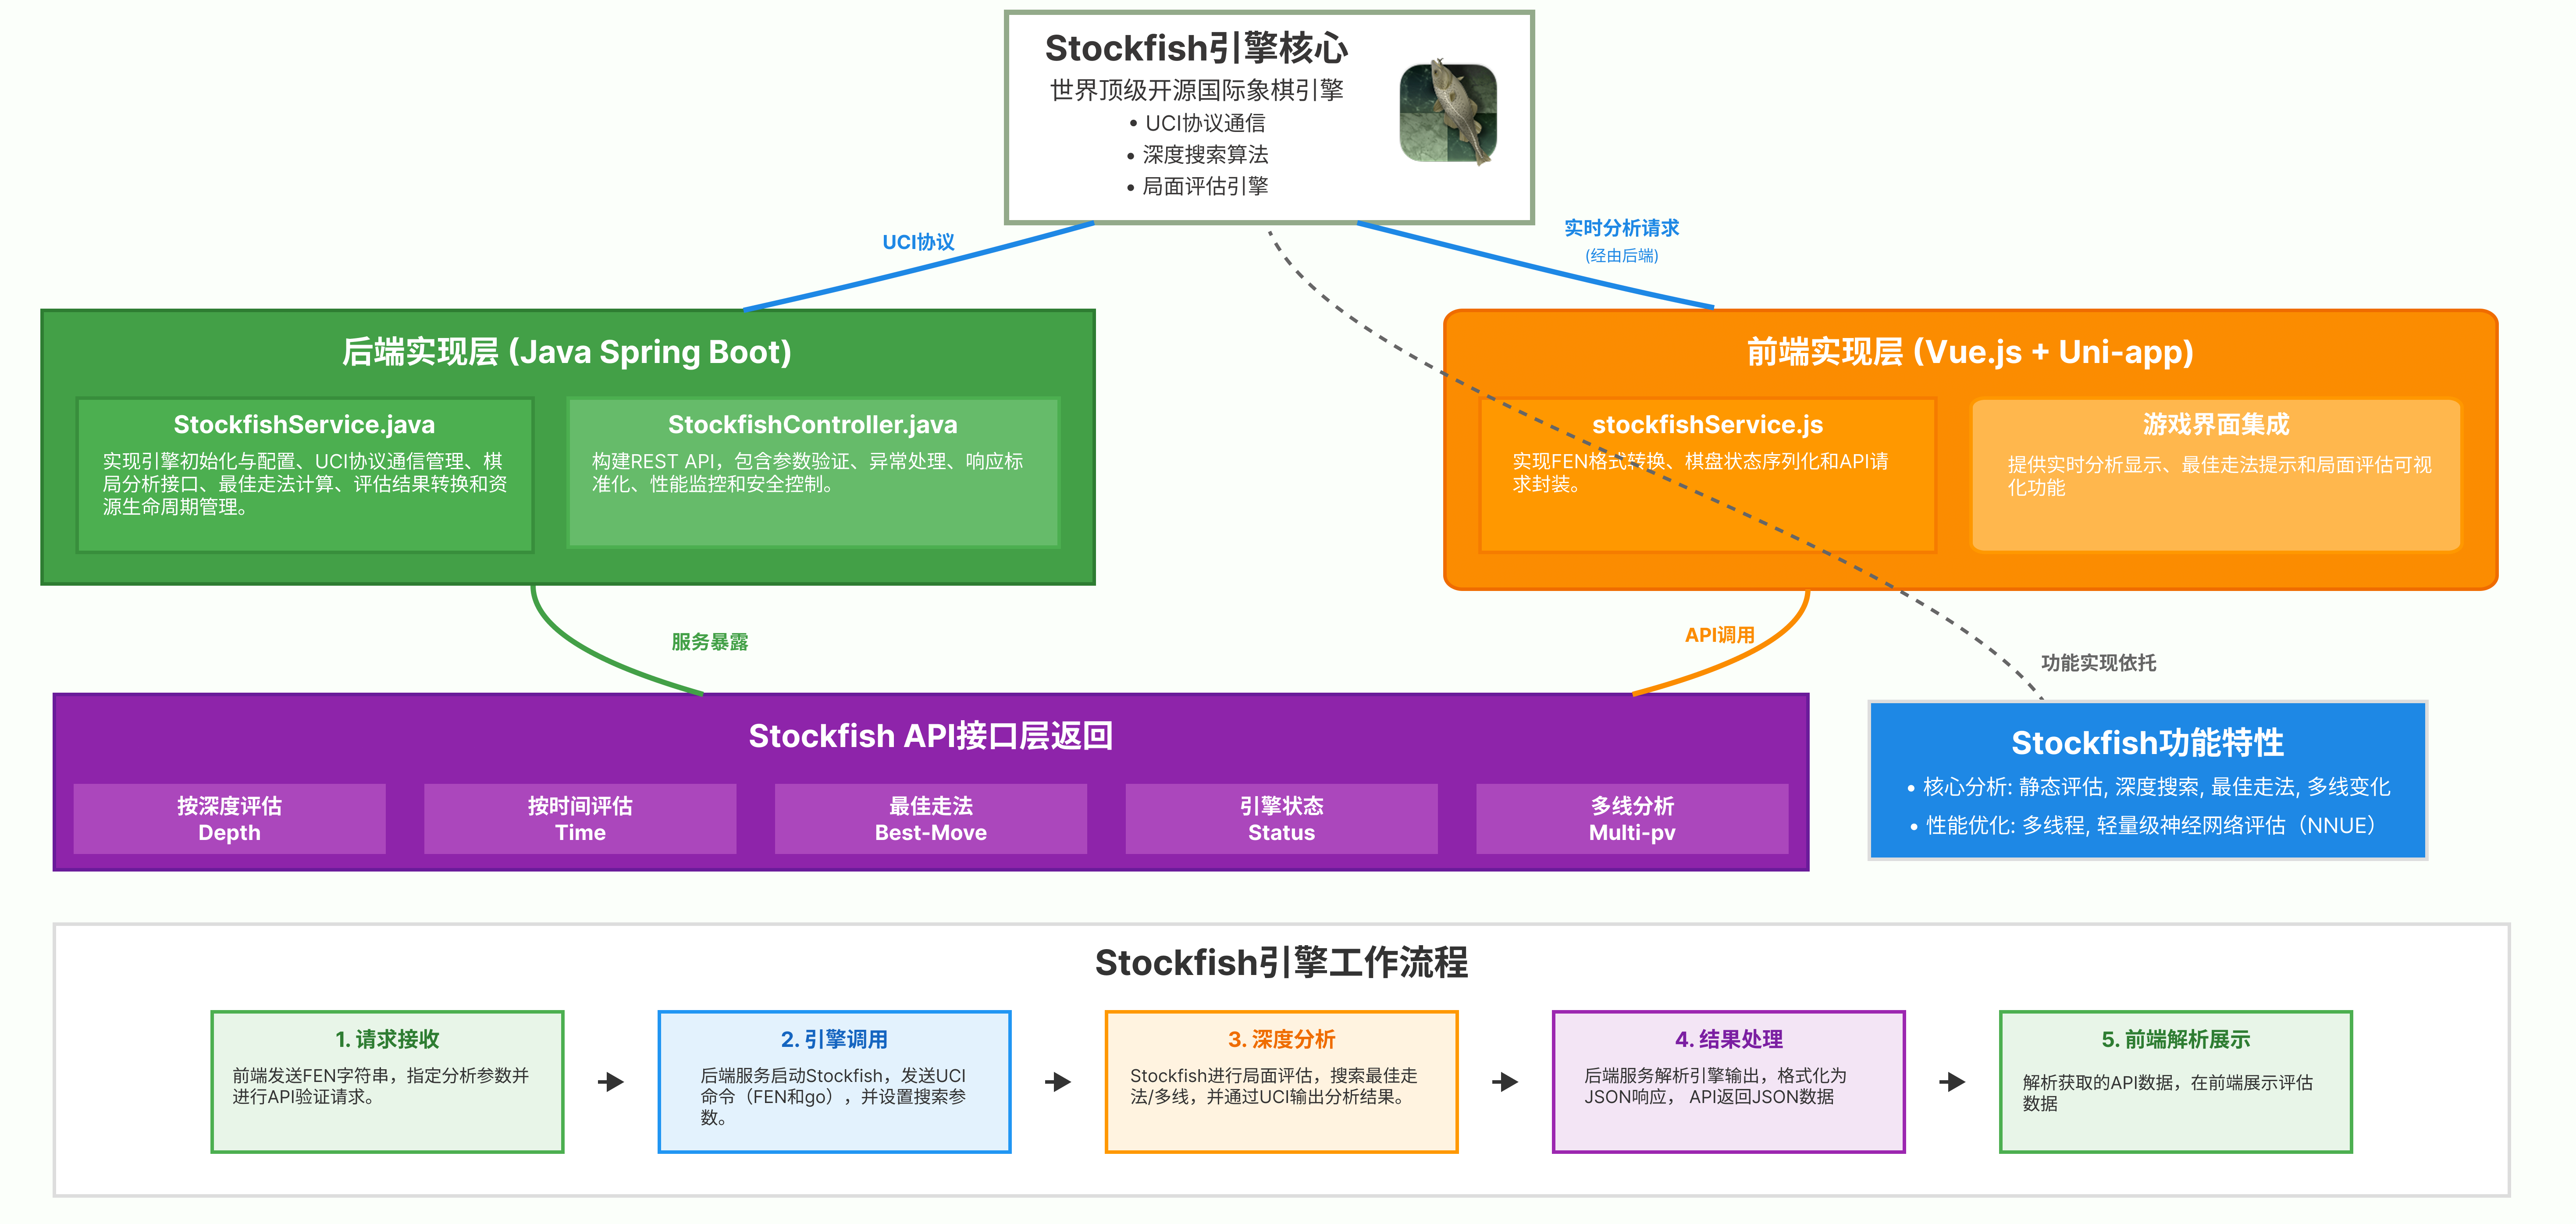 Stockfish引擎核心
世界顶级开源国际象棋引擎
• UCI协议通信
• 深度搜索算法
• 局面评估引擎
UCI协议
实时分析请求
(经由后端)
后端实现层 (Java Spring Boot)
StockfishService.java
实现引擎初始化与配置、UCI协议通信管理、棋
局分析接口、最佳走法计算、评估结果转换和资
源生命周期管理。
StockfishController.java
构建REST API，包含参数验证、异常处理、响应标
准化、性能监控和安全控制。
前端实现层 (Vue.js + Uni-app)
stockfishService.js
实现FEN格式转换、棋盘状态序列化和API请
求封装。
游戏界面集成
提供实时分析显示、最佳走法提示和局面评估可视
化功能
服务暴露
API调用
功能实现依托
Stockfish API接口层返回
按深度评估
Depth
按时间评估
Time
最佳走法
Best-Move
引擎状态
Status
多线分析
Multi-pv
Stockfish功能特性
• 核心分析: 静态评估, 深度搜索, 最佳走法, 多线变化
• 性能优化: 多线程, 轻量级神经网络评估（NNUE）
Stockfish引擎工作流程
1. 请求接收
前端发送FEN字符串，指定分析参数并
进行API验证请求。
2. 引擎调用
后端服务启动Stockfish，发送UCI
命令（FEN和go），并设置搜索参
数。
3. 深度分析
Stockfish进行局面评估，搜索最佳走
法/多线，并通过UCI输出分析结果。
4. 结果处理
后端服务解析引擎输出，格式化为
JSON响应， API返回JSON数据
5. 前端解析展示
解析获取的API数据，在前端展示评估
数据